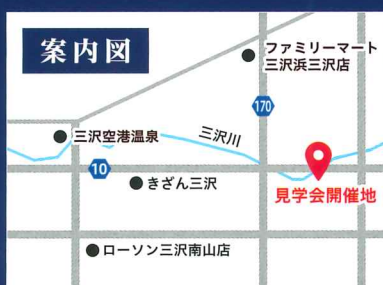 案内図
ファミリーマート
三沢浜三沢店
170
三沢川
三沢空港温泉
10
きざん三沢
見学会開催地
ローソン三沢南山店